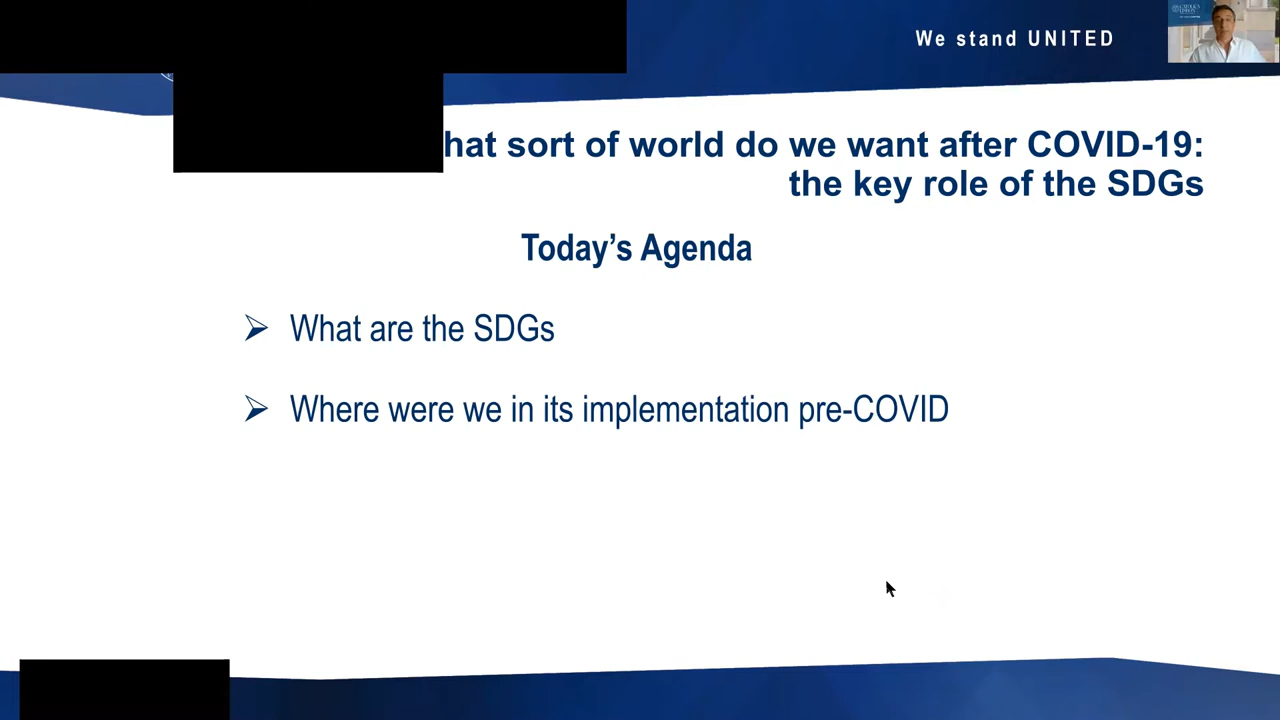 We stand UNITED
hat sort of world do we want after COVID-19:
the key role of the SDGs
Today’s Agenda
➢ What are the SDGs
➢ Where were we in its implementation pre-COVID